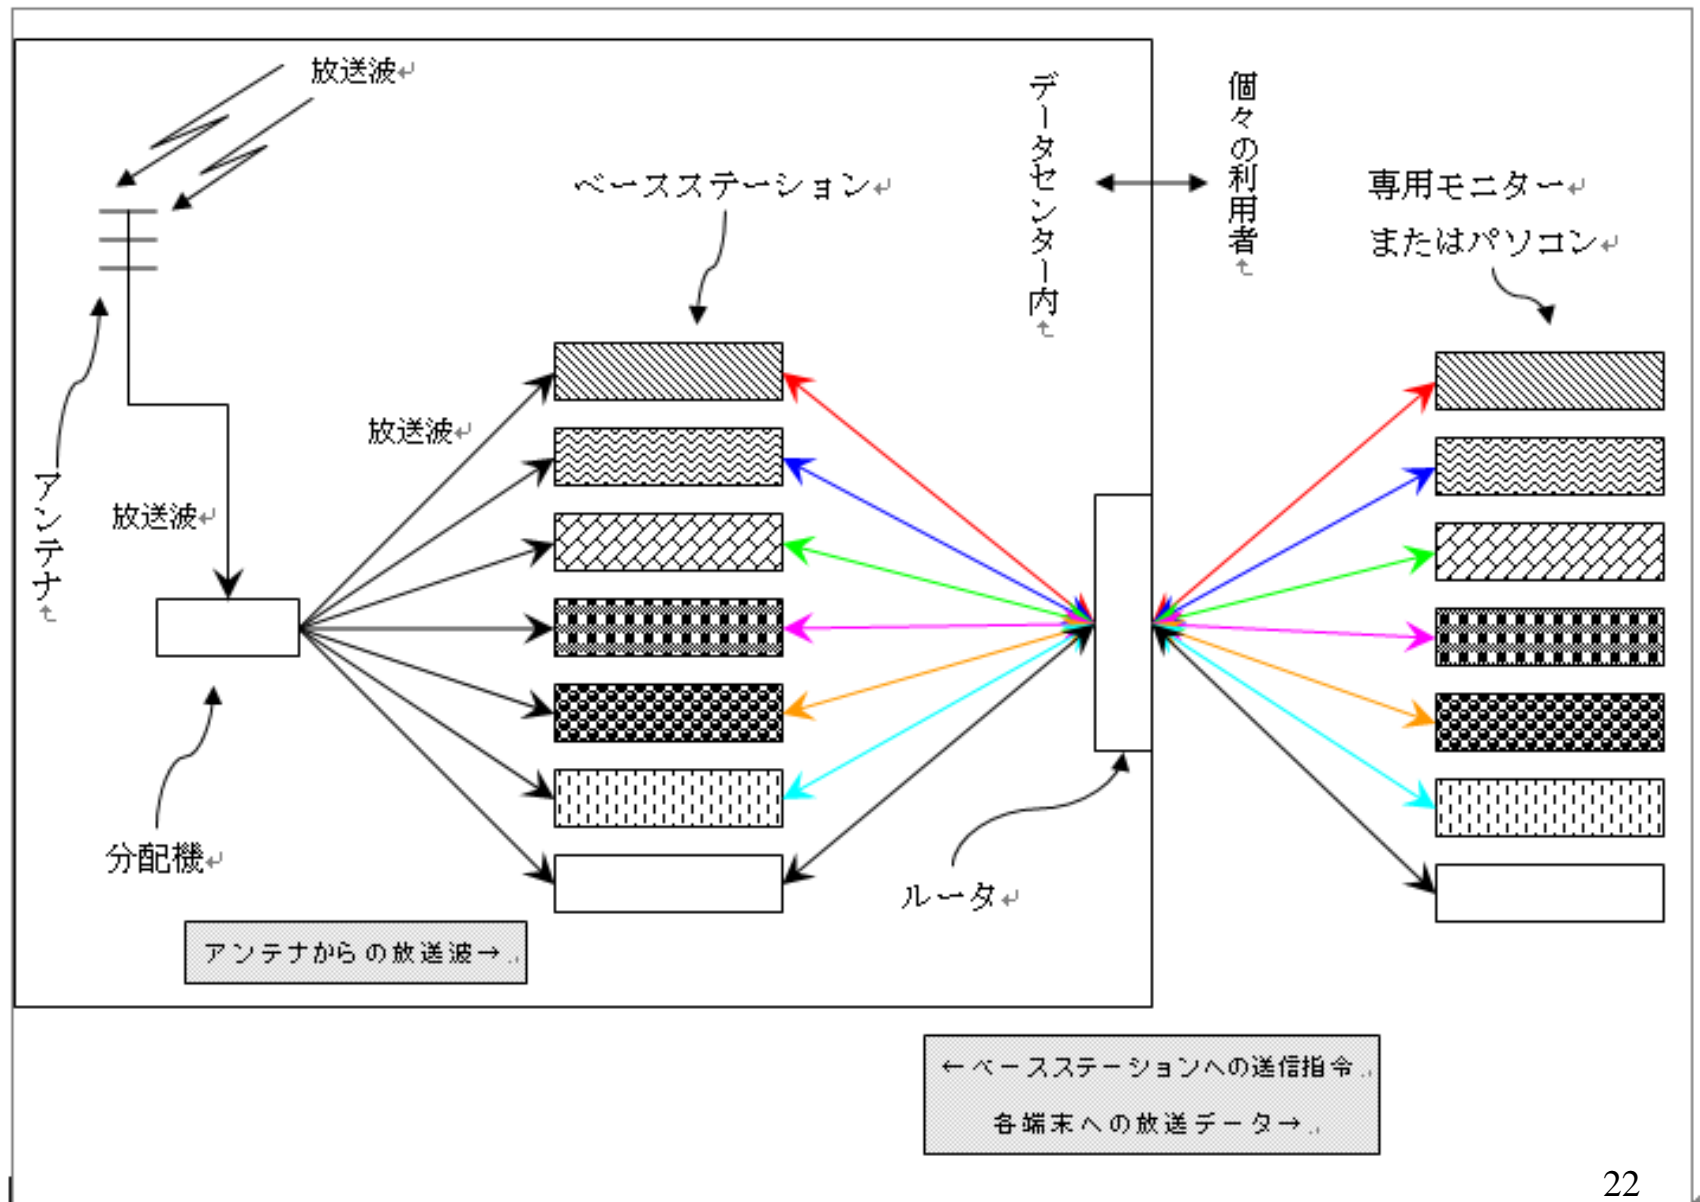 放送波
データセンター内
個々の利用者
ベースステーション
専用モニター
またはパソコン
放送波
アンテナ
放送波
分配機
ルータ
アンテナからの放送波→
←ベースステーションへの送信指令
各端末への放送データ→
22